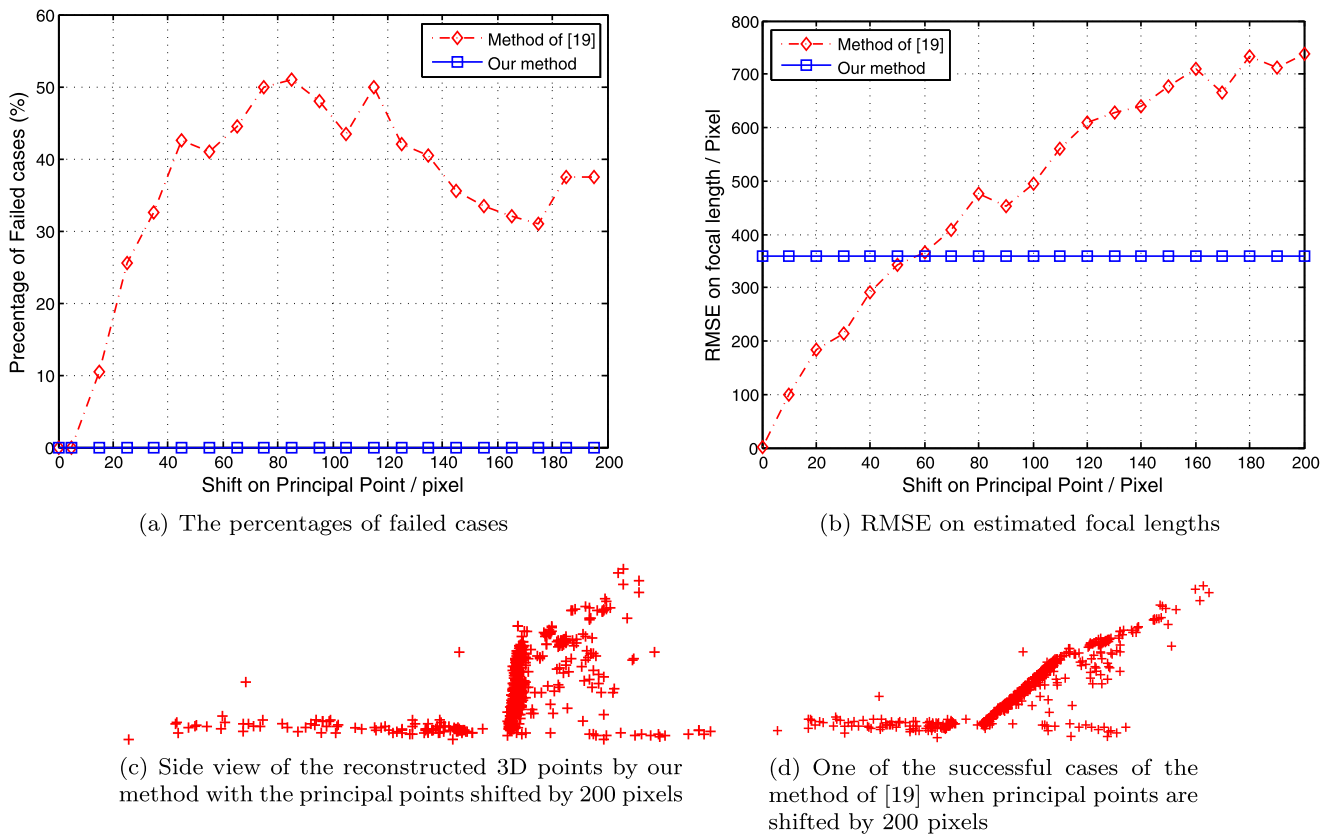 60
50
40
30
20
10
0
Precentage of Failed cases (%)
Method of [19]
Our method
0 20 40 60 80 100 120 140 160 180 200
Shift on Principal Point / pixel
(a) The percentages of failed cases
800
700
600
500
400
300
200
100
0
RMSE on focal length / Pixel
Method of [19]
Our method
0 20 40 60 80 100 120 140 160 180 200
Shift on Principal Point / Pixel
(b) RMSE on estimated focal lengths
(c) Side view of the reconstructed 3D points by our
method with the principal points shifted by 200 pixels
(d) One of the successful cases of the
method of [19] when principal points are
shifted by 200 pixels